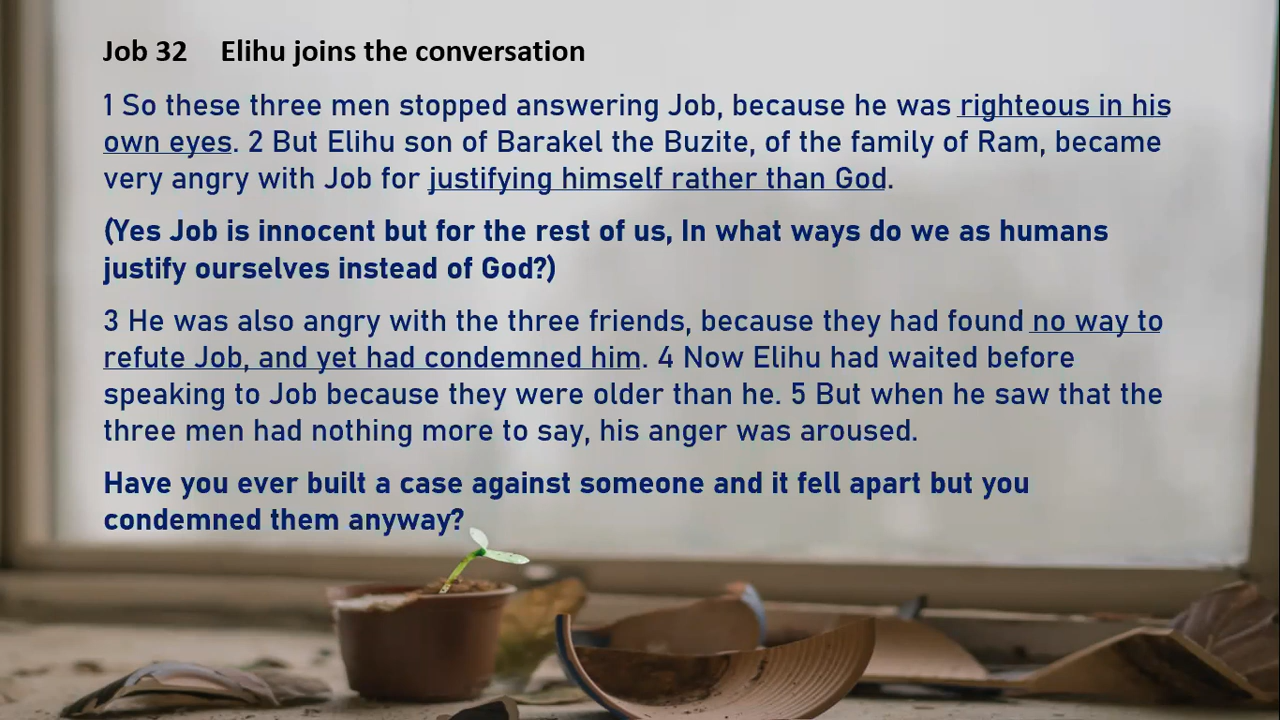 Job 32 Elihu joins the conversation
1 So these three men stopped answering Job, because he was righteous in his
own eyes. 2 But Elihu son of Barakel the Buzite, of the family of Ram, became
very angry with Job for justifying himself rather than God.
(Yes Job is innocent but for the rest of us, In what ways do we as humans
justify ourselves instead of God?)
3 He was also angry with the three friends, because they had found no way to
refute Job, and yet had condemned him. 4 Now Elihu had waited before
speaking to Job because they were older than he. 5 But when he saw that the
three men had nothing more to say, his anger was aroused.
Have you ever built a case against someone and it fell apart but you
condemned them anyway?